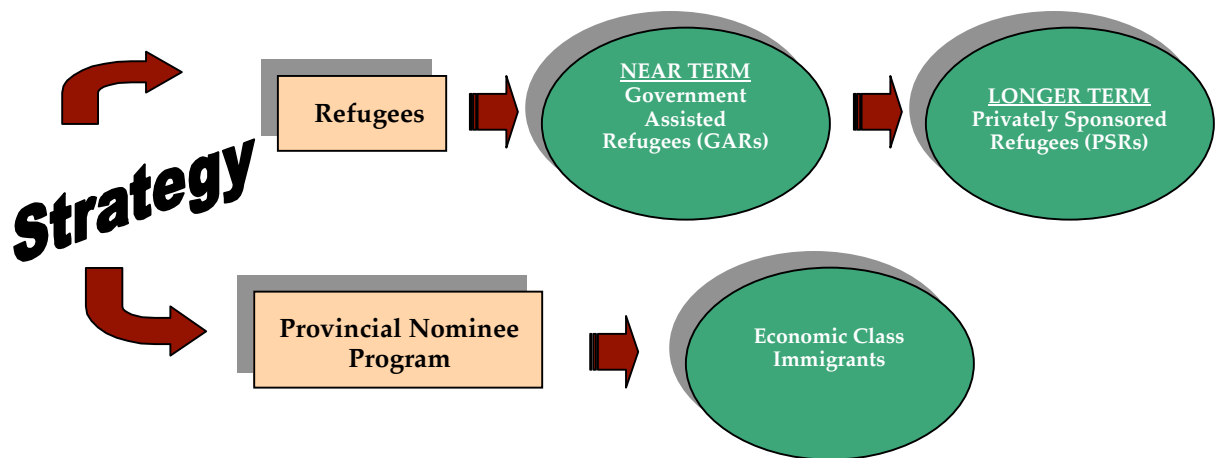 Strategy
Refugees
NEAR TERM
Government
Assisted
Refugees (GARs)
LONGER TERM
Privately Sponsored
Refugees (PSRs)
Provincial Nominee
Program
Economic Class
Immigrants